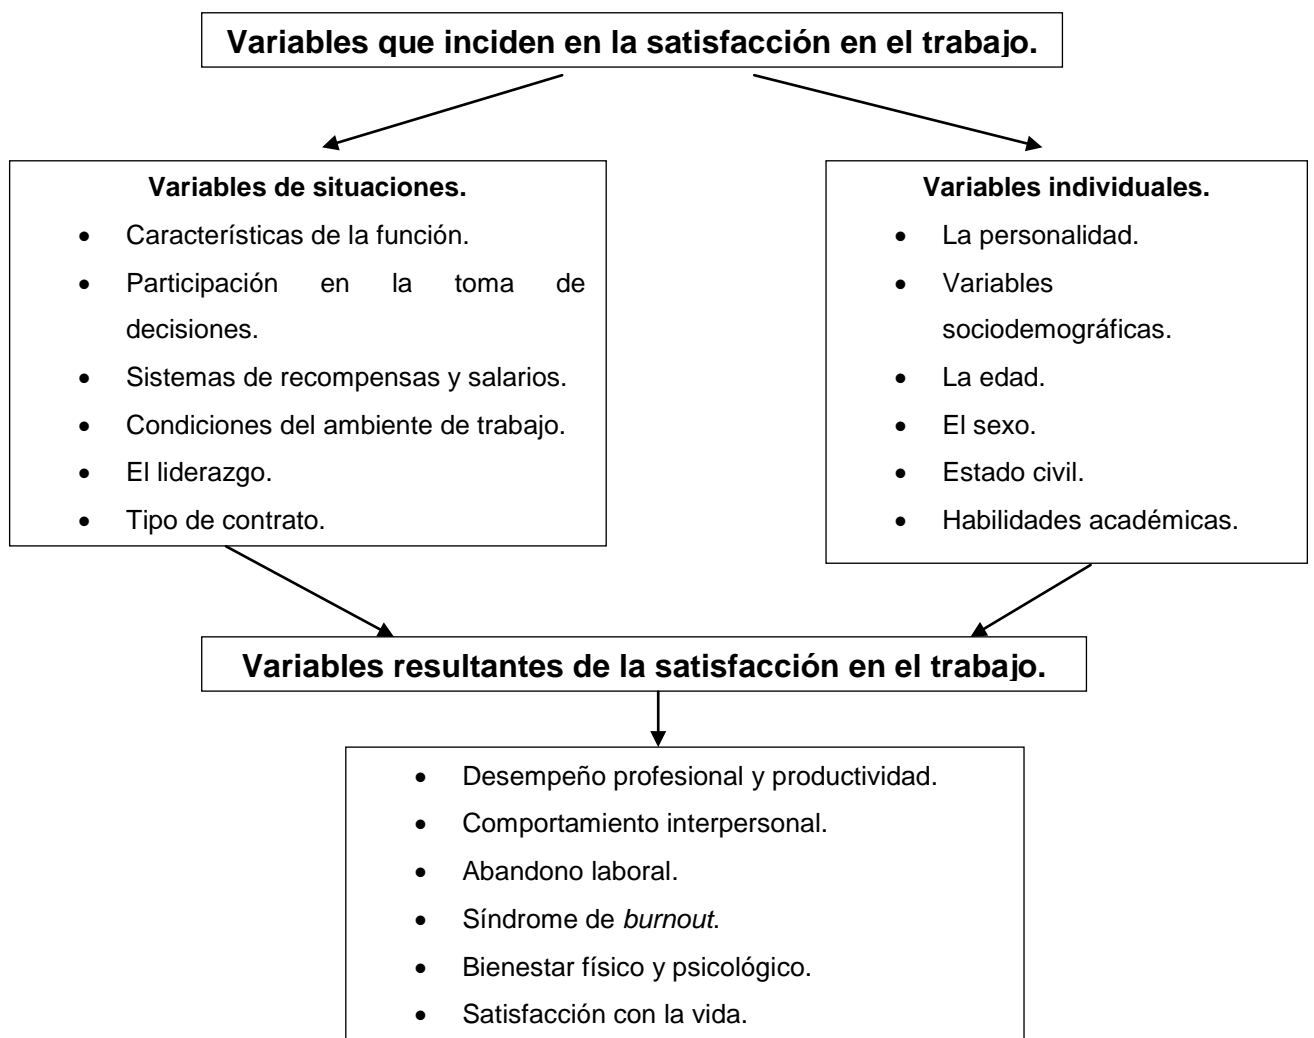 Variables que inciden en la satisfacción en el trabajo.
Variables de situaciones.
• Características de la función.
• Participación en la toma de
decisiones.
• Sistemas de recompensas y salarios.
• Condiciones del ambiente de trabajo.
• El liderazgo.
• Tipo de contrato.
Variables individuales.
• La personalidad.
• Variables
sociodemográficas.
• La edad.
• El sexo.
• Estado civil.
• Habilidades académicas.
Variables resultantes de la satisfacción en el trabajo.
• Desempeño profesional y productividad.
• Comportamiento interpersonal.
• Abandono laboral.
• Síndrome de burnout.
• Bienestar físico y psicológico.
• Satisfacción con la vida.